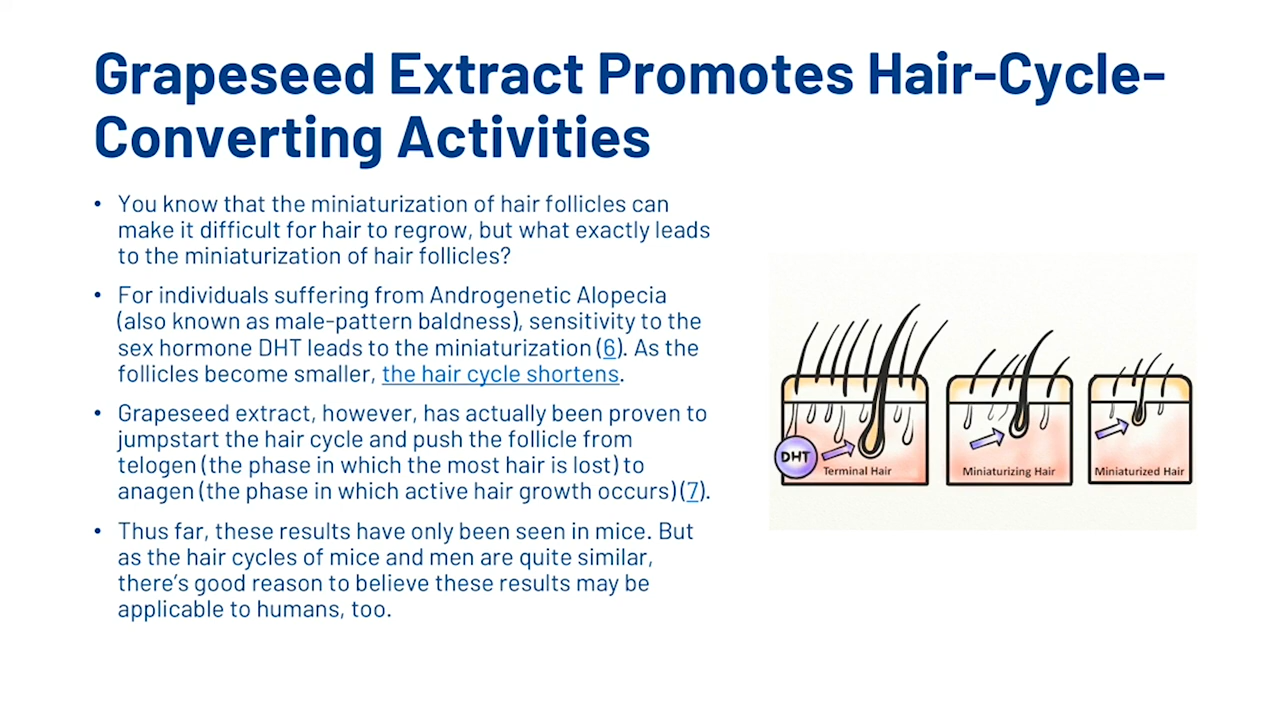 Grapeseed Extract Promotes Hair-Cycle-
Converting Activities
• You know that the miniaturization of hair follicles can
make it difficult for hair to regrow, but what exactly leads
to the miniaturization of hair follicles?
• For individuals suffering from Androgenetic Alopecia
(also known as male-pattern baldness), sensitivity to the
sex hormone DHT leads to the miniaturization (6). As the
follicles become smaller, the hair cycle shortens.
• Grapeseed extract, however, has actually been proven to
jumpstart the hair cycle and push the follicle from
telogen (the phase in which the most hair is lost) to
anagen (the phase in which active hair growth occurs) (7).
• Thus far, these results have only been seen in mice. But
as the hair cycles of mice and men are quite similar,
there's good reason to believe these results may be
applicable to humans, too.
DHT
Terminal Hair
Miniaturizing Hair
Miniaturized Hair